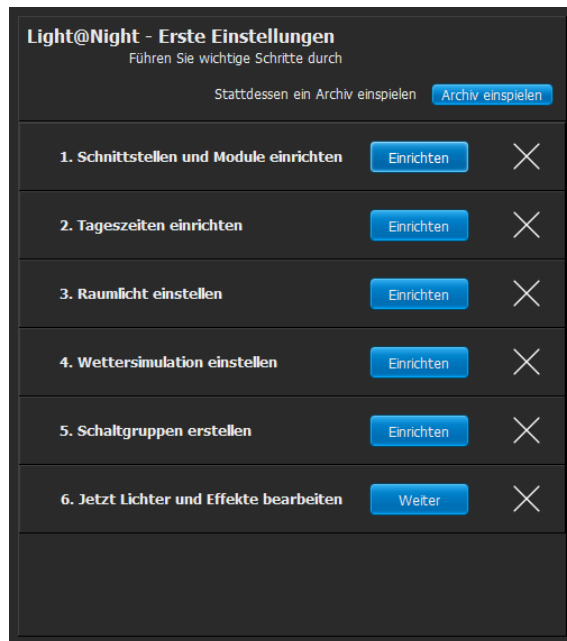 Light@Night - Erste Einstellungen
Führen Sie wichtige Schritte durch
Stattdessen ein Archiv einspielen Archiv einspielen
1. Schnittstellen und Module einrichten Einrichten
2. Tageszeiten einrichten Einrichten
3. Raumlicht einstellen Einrichten
4. Wettersimulation einstellen Einrichten
5. Schaltgruppen erstellen Einrichten
6. Jetzt Lichter und Effekte bearbeiten Weiter